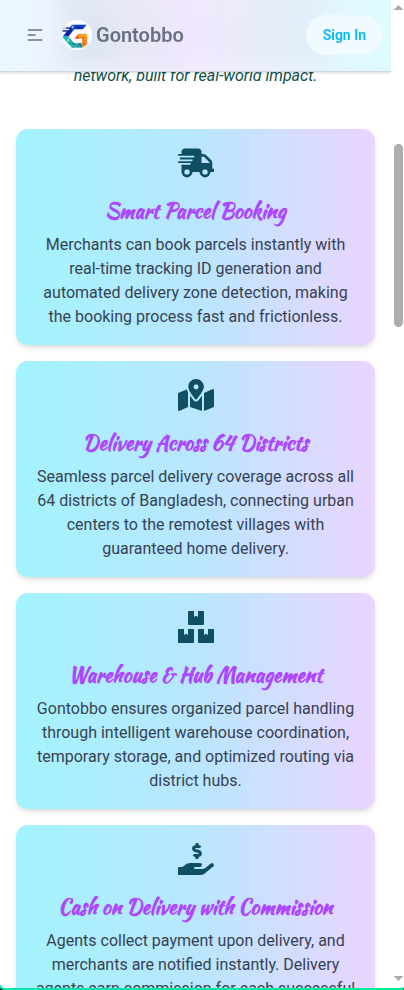 Gontobbo
Sign In
network, built for real-world impact.
Smart Parcel Booking
Merchants can book parcels instantly with
real-time tracking ID generation and
automated delivery zone detection, making
the booking process fast and frictionless.
Delivery Across 64 Districts
Seamless parcel delivery coverage across all
64 districts of Bangladesh, connecting urban
centers to the remotest villages with
guaranteed home delivery.
Warehouse & Hub Management
Gontobbo ensures organized parcel handling
through intelligent warehouse coordination,
temporary storage, and optimized routing via
district hubs.
Cash on Delivery with Commission
Agents collect payment upon delivery, and
merchants are notified instantly. Delivery
agents earn commission for each successful